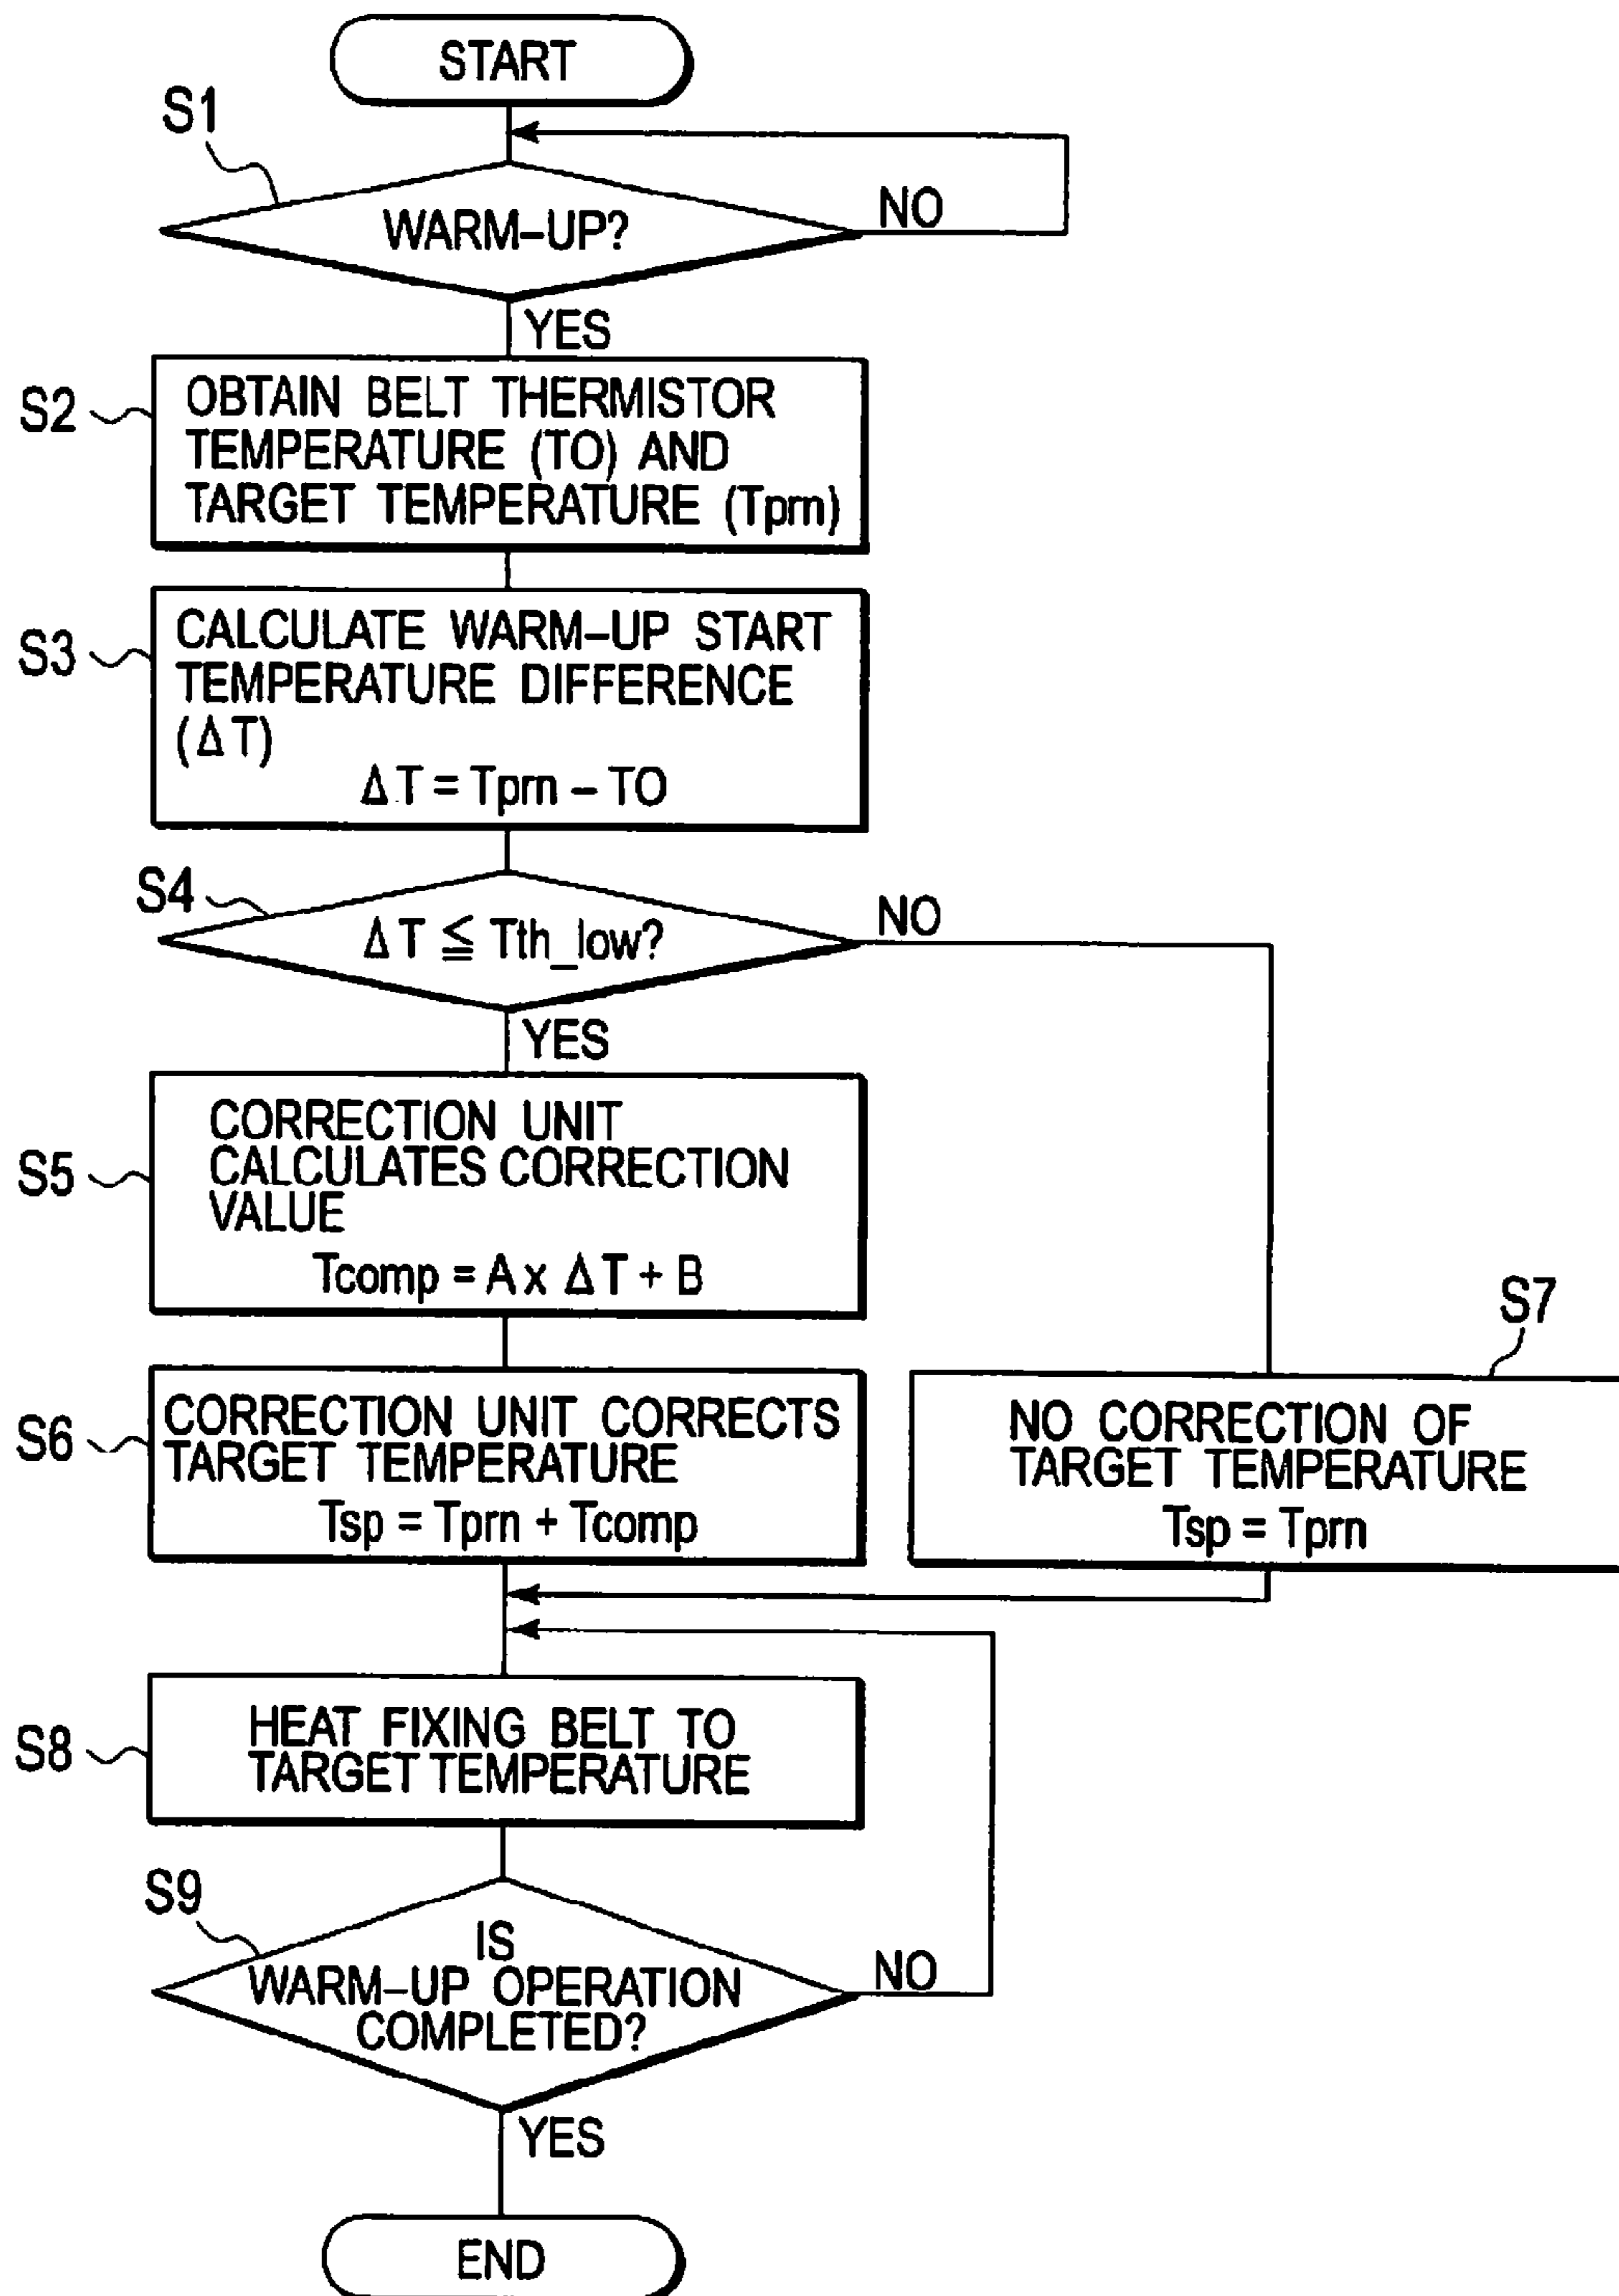 START
S1
WARM–UP?
NO
YES
S2
OBTAIN BELT THERMISTOR
TEMPERATURE (TO) AND
TARGET TEMPERATURE (Tprn)
S3
CALCULATE WARM–UP START
TEMPERATURE DIFFERENCE
(ΔT)
ΔT = Tprn – TO
S4
ΔT ≦ Tth_low?
NO
YES
S5
CORRECTION UNIT
CALCULATES CORRECTION
VALUE
Tcomp = A x ΔT + B
S6
CORRECTION UNIT CORRECTS
TARGET TEMPERATURE
Tsp = Tprn + Tcomp
S7
NO CORRECTION OF
TARGET TEMPERATURE
Tsp = Tprn
S8
HEAT FIXING BELT TO
TARGET TEMPERATURE
S9
IS
WARM–UP OPERATION
COMPLETED?
NO
YES
END